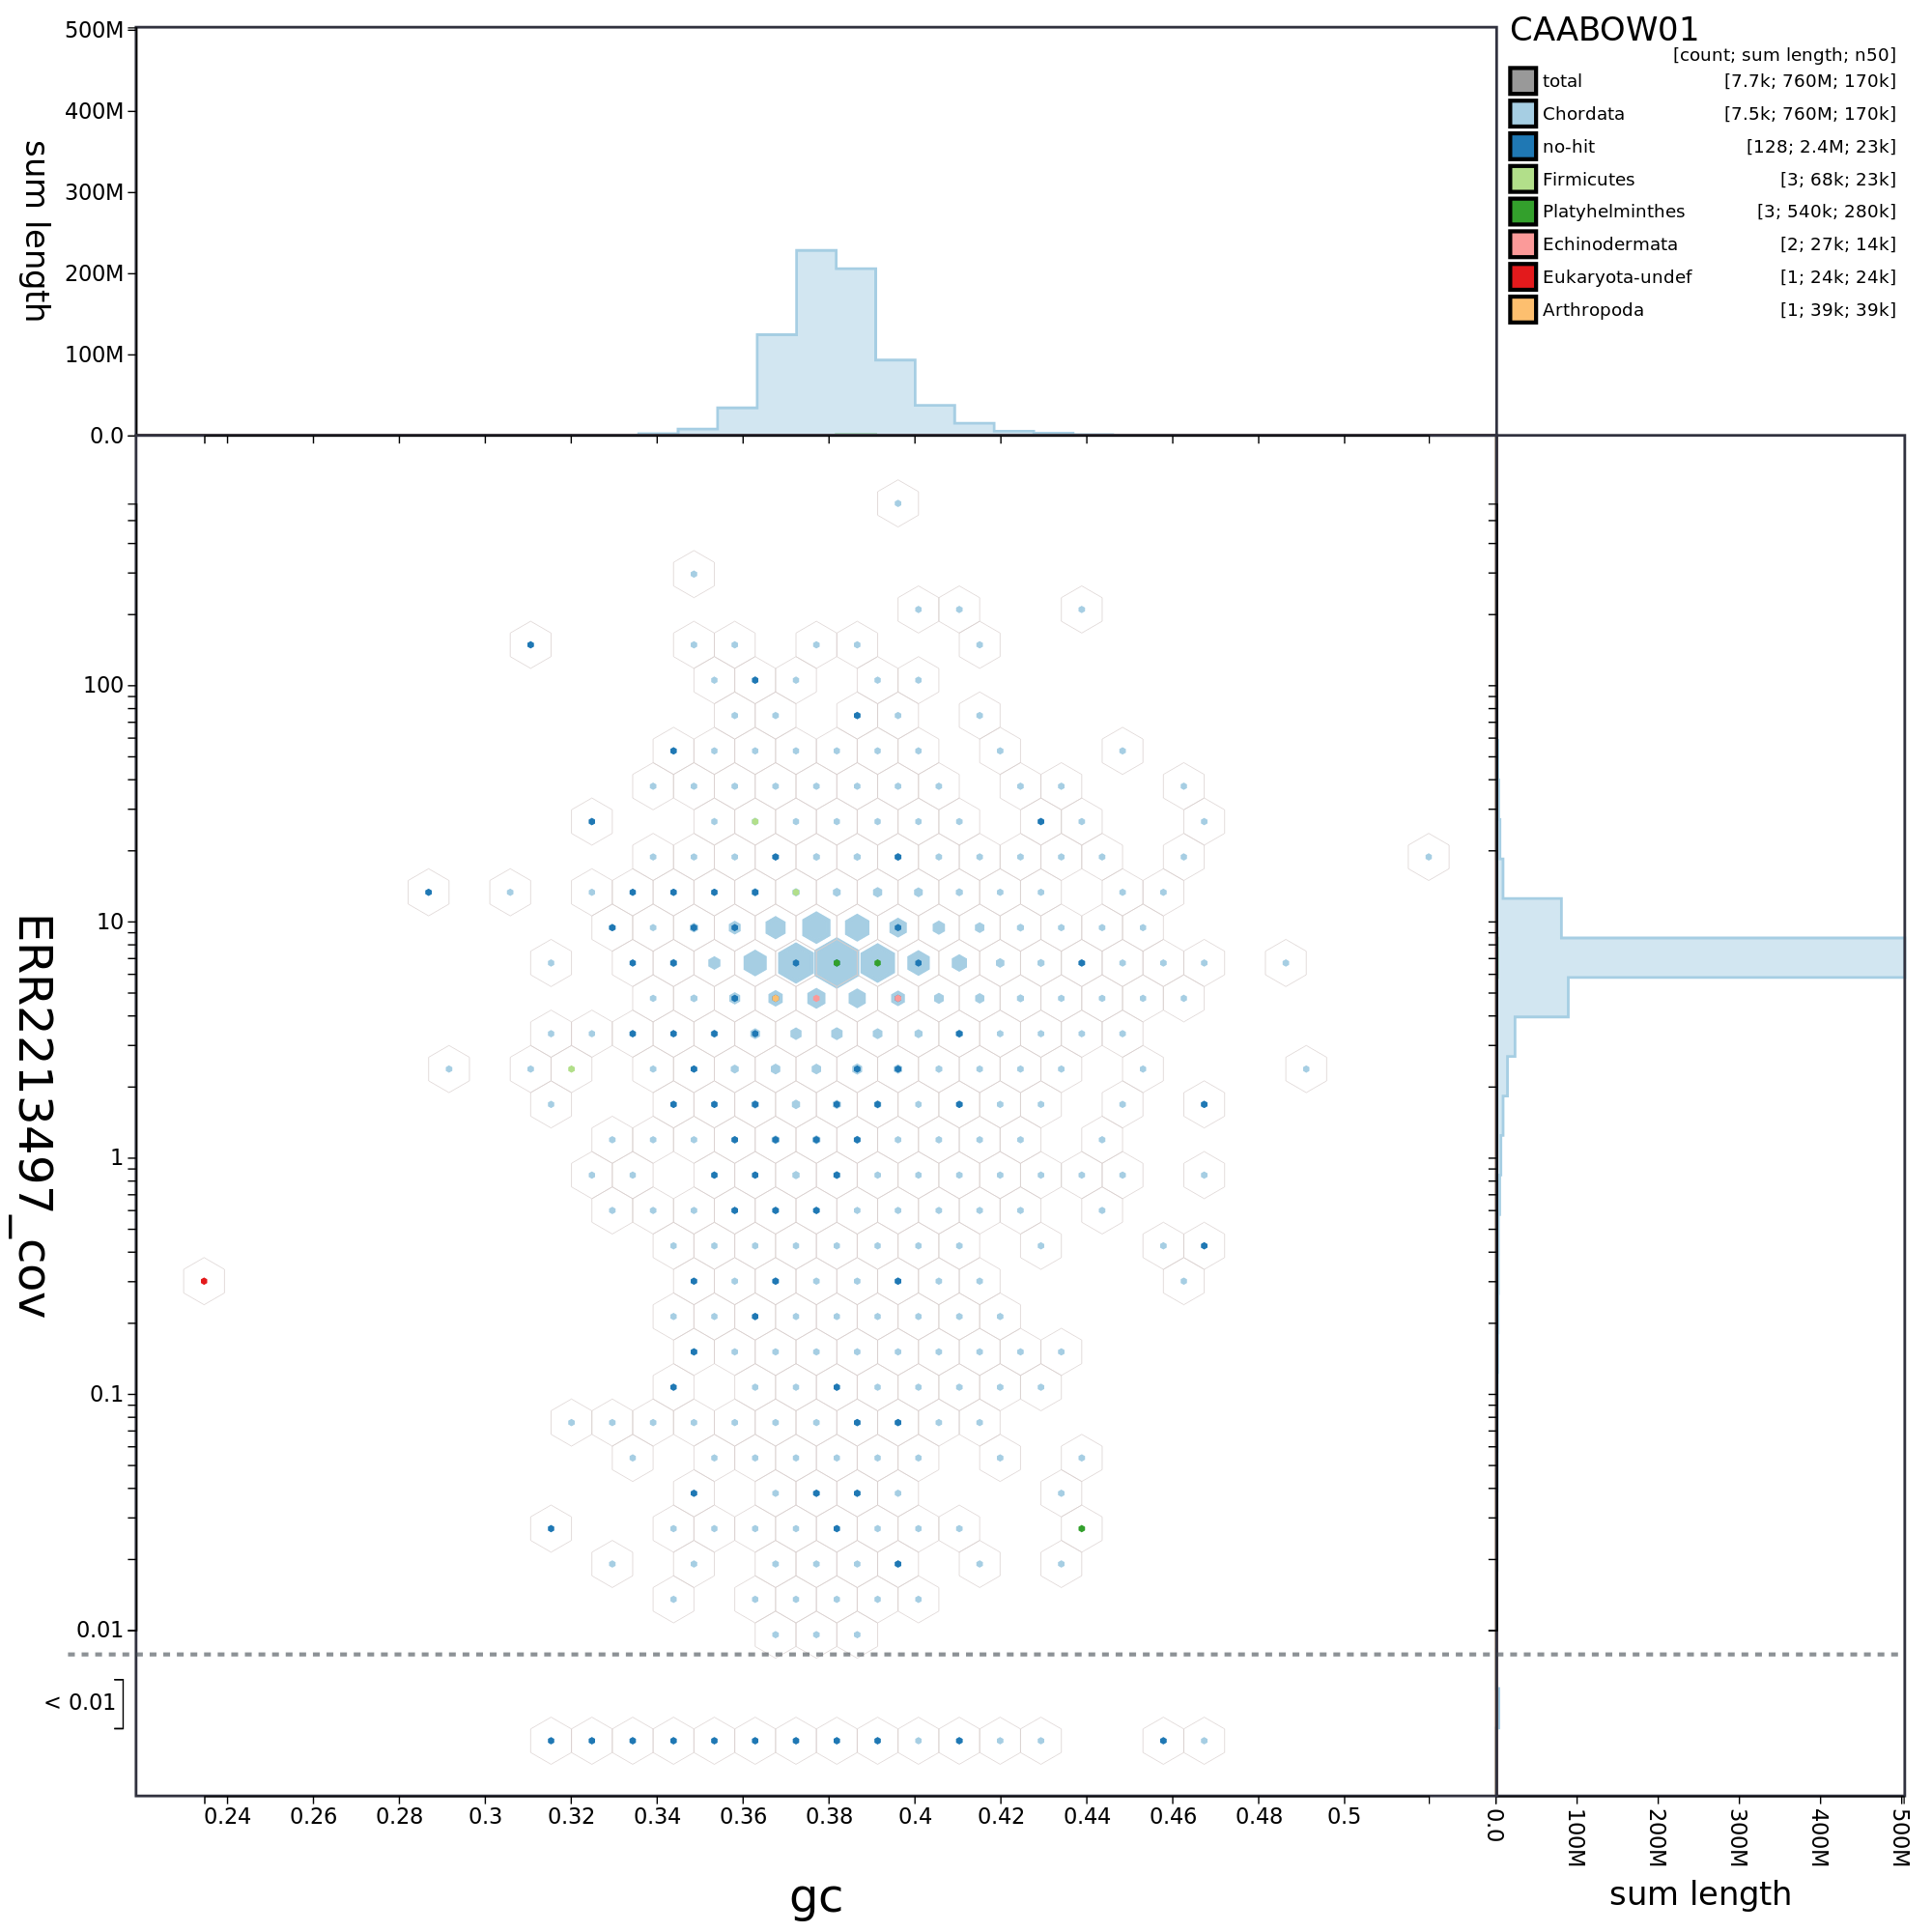 CAABOW01
[count; sum length; n50]
total [7.7k; 760M; 170k]
Chordata [7.5k; 760M; 170k]
no-hit [128; 2.4M; 23k]
Firmicutes [3; 68k; 23k]
Platyhelminthes [3; 540k; 280k]
Echinodermata [2; 27k; 14k]
Eukaryota-undef [1; 24k; 24k]
Arthropoda [1; 39k; 39k]
sum length
500M
400M
300M
200M
100M
0.0
ERR2213497_cov
100
10
1
0.1
0.01
< 0.01
0.24 0.26 0.28 0.3 0.32 0.34 0.36 0.38 0.4 0.42 0.44 0.46 0.48 0.5
gc
0.0 100M 200M 300M 400M 500M
sum length